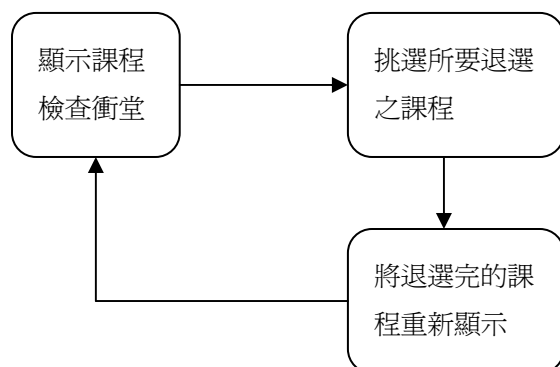 顯示課程
檢查衝堂
挑選所要退選
之課程
將退選完的課
程重新顯示